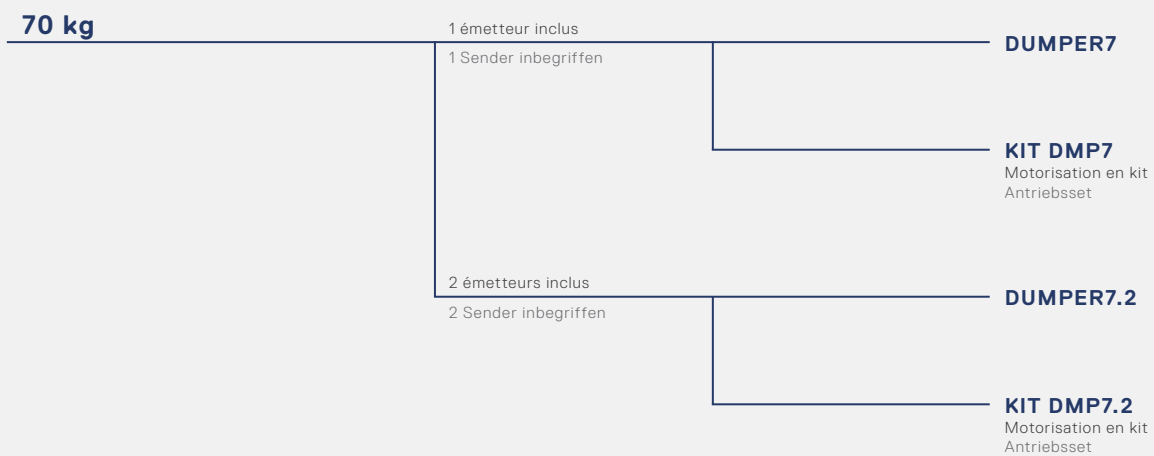 70 kg
1 émetteur inclus
1 Sender inbegriffen
DUMPER7
KIT DMP7
Motorisation en kit
Antriebsset
2 émetteurs inclus
2 Sender inbegriffen
DUMPER7.2
KIT DMP7.2
Motorisation en kit
Antriebsset